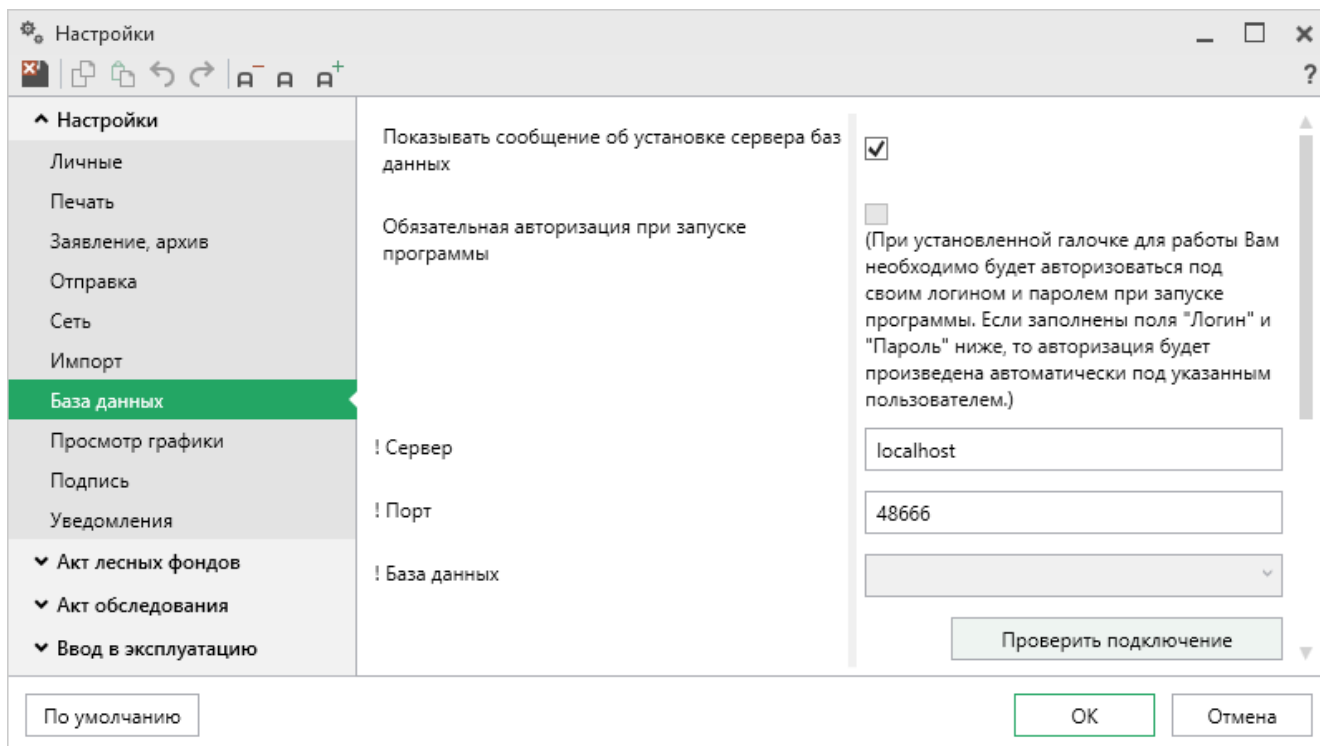 Настройки
?
Настройки
Личные
Печать
Заявление, архив
Отправка
Сеть
Импорт
База данных
Просмотр графики
Подпись
Уведомления
Акт лесных фондов
Акт обследования
Ввод в эксплуатацию
Показывать сообщение об установке сервера баз
данных
Обязательная авторизация при запуске
программы
(При установленной галочке для работы Вам
необходимо будет авторизоваться под
своим логином и паролем при запуске
программы. Если заполнены поля "Логин" и
"Пароль" ниже, то авторизация будет
произведена автоматически под указанным
пользователем.)
! Сервер
localhost
! Порт
48666
! База данных
Проверить подключение
По умолчанию
ОК
Отмена